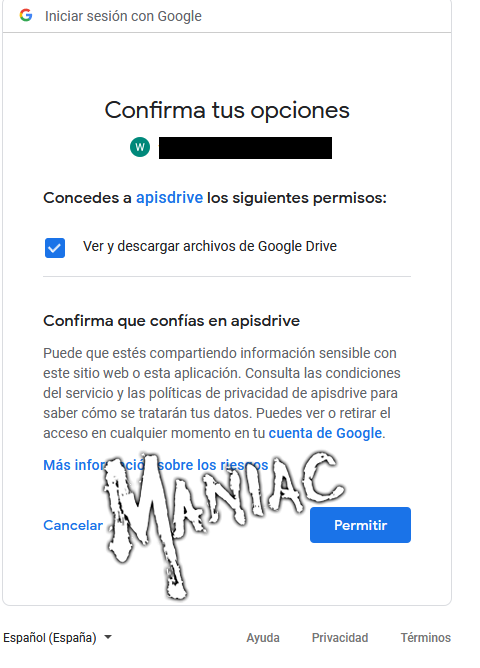 Iniciar sesión con Google
Confirma tus opciones
W
Concedes a apisdrive los siguientes permisos:
Ver y descargar archivos de Google Drive
Confirma que confías en apisdrive
Puede que estés compartiendo información sensible con
este sitio web o esta aplicación. Consulta las condiciones
del servicio y las políticas de privacidad de apisdrive para
saber cómo se tratarán tus datos. Puedes ver o retirar el
acceso en cualquier momento en tu cuenta de Google.
Más información sobre los riesgos
MANIAC
Cancelar
Permitir
Español (España)
Ayuda
Privacidad
Términos